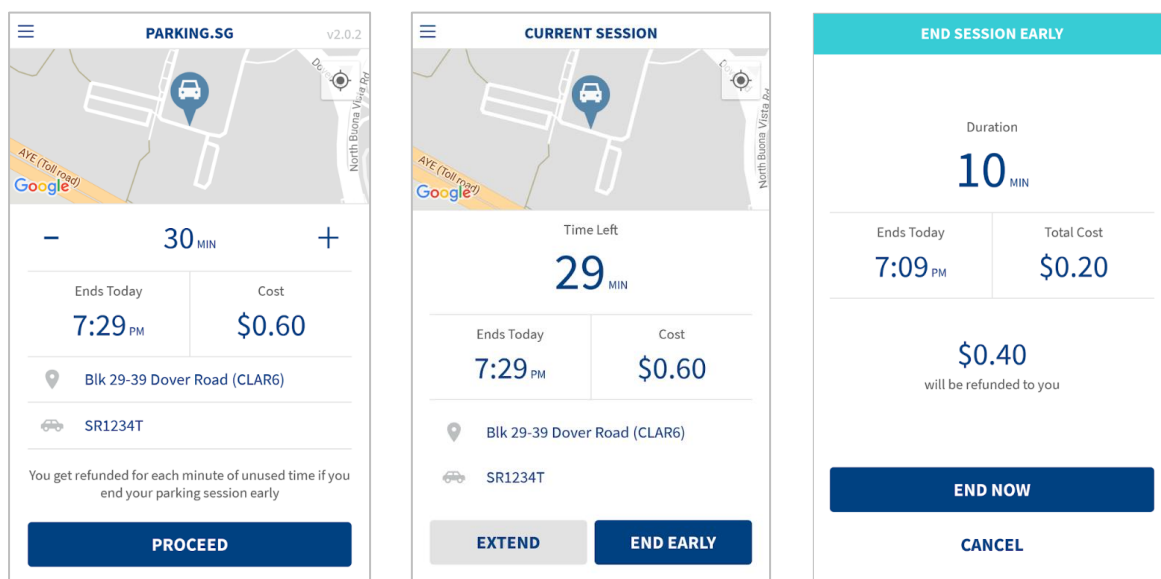 PARKING.SG
v2.0.2
North Buona Vista Rd
AYE (Toll road)
Google
− 30 MIN +
Ends Today
Cost
7:29 PM
$0.60
Blk 29-39 Dover Road (CLAR6)
SR1234T
You get refunded for each minute of unused time if you
end your parking session early
PROCEED
CURRENT SESSION
North Buona Vista Rd
AYE (Toll road)
Google
Time Left
29 MIN
Ends Today
Cost
7:29 PM
$0.60
Blk 29-39 Dover Road (CLAR6)
SR1234T
EXTEND
END EARLY
END SESSION EARLY
Duration
10 MIN
Ends Today
Total Cost
7:09 PM
$0.20
$0.40
will be refunded to you
END NOW
CANCEL